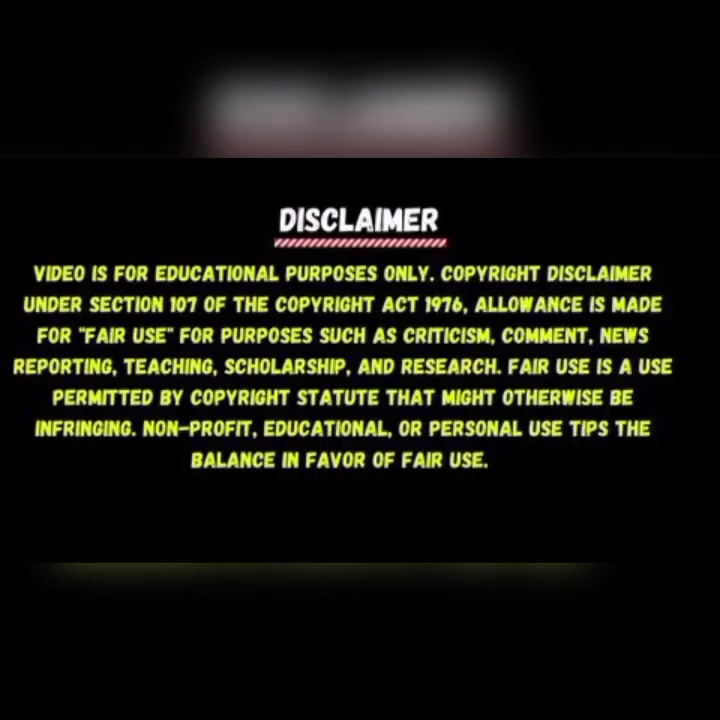 DISCLAIMER
VIDEO IS FOR EDUCATIONAL PURPOSES ONLY. COPYRIGHT DISCLAIMER
UNDER SECTION 107 OF THE COPYRIGHT ACT 1976, ALLOWANCE IS MADE
FOR "FAIR USE" FOR PURPOSES SUCH AS CRITICISM, COMMENT, NEWS
REPORTING, TEACHING, SCHOLARSHIP, AND RESEARCH. FAIR USE IS A USE
PERMITTED BY COPYRIGHT STATUTE THAT MIGHT OTHERWISE BE
INFRINGING. NON-PROFIT, EDUCATIONAL, OR PERSONAL USE TIPS THE
BALANCE IN FAVOR OF FAIR USE.